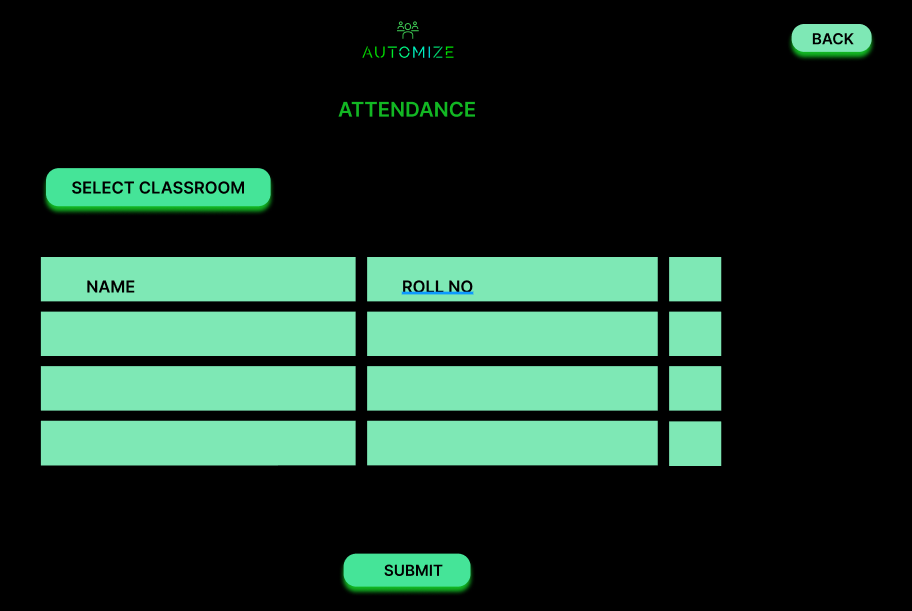 AUTOMIZE
BACK
ATTENDANCE
SELECT CLASSROOM
NAME
ROLL NO
SUBMIT